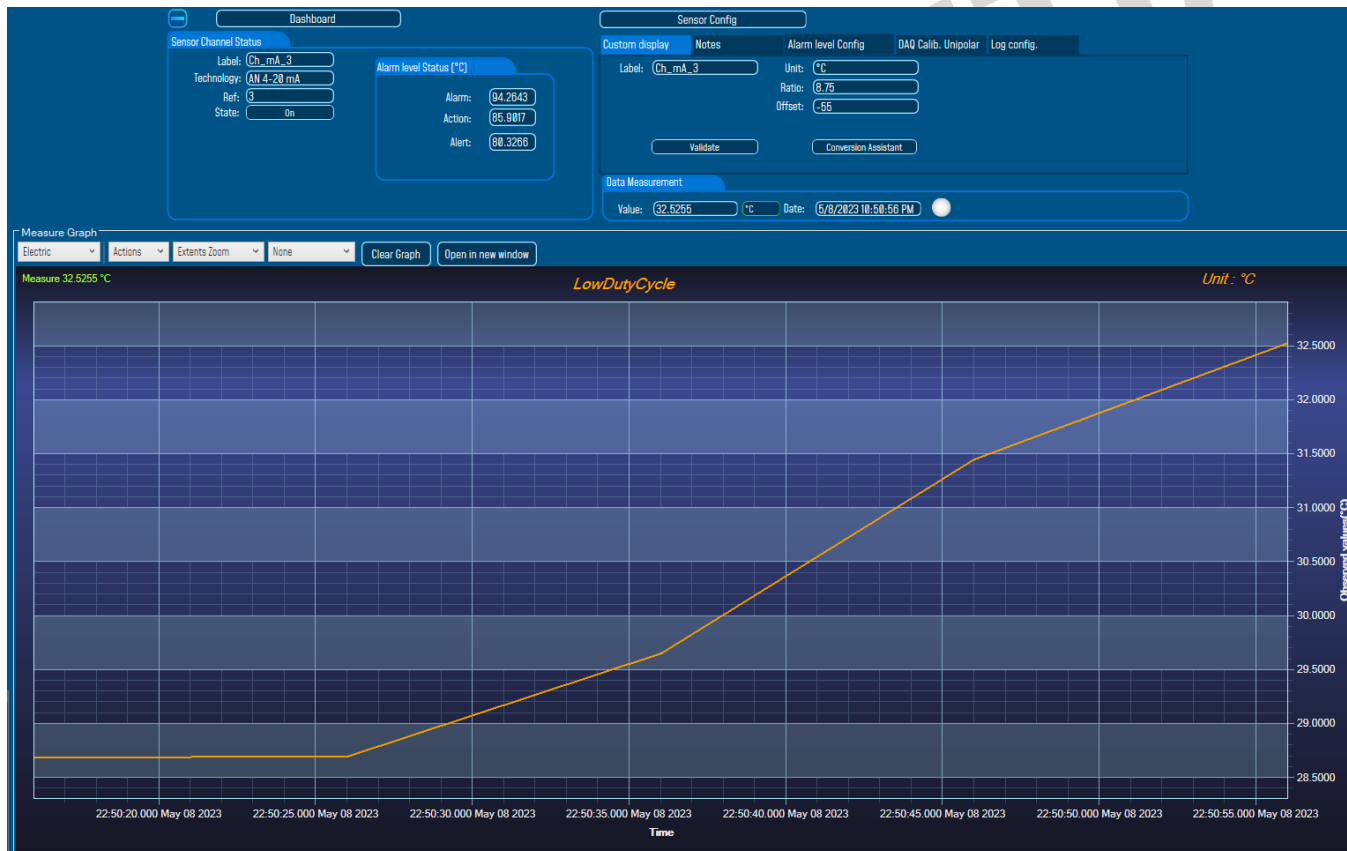 Dashboard
Sensor Channel Status
Label: Ch_mA_3
Technology: AN 4-20 mA
Ref: 3
State: On
Alarm level Status (°C)
Alarm: 94.2643
Action: 85.9017
Alert: 80.3266
Sensor Config
Custom display Notes Alarm level Config DAQ Calib. Unipolar Log config.
Label: Ch_mA_3 Unit: °C
Ratio: 8.75
Offset: -55
Validate Conversion Assistant
Data Measurement
Value: 32.5255 °C Date: 5/8/2023 10:50:56 PM
Measure Graph
Electric Actions Extents Zoom None Clear Graph Open in new window
Measure 32.5255 °C
LowDutyCycle
Unit : °C
32.5000
32.0000
31.5000
31.0000
30.5000
30.0000
29.5000
29.0000
28.5000
Observed values(°C)
22:50:20.000 May 08 2023 22:50:25.000 May 08 2023 22:50:30.000 May 08 2023 22:50:35.000 May 08 2023 22:50:40.000 May 08 2023 22:50:45.000 May 08 2023 22:50:50.000 May 08 2023 22:50:55.000 May 08 2023
Time